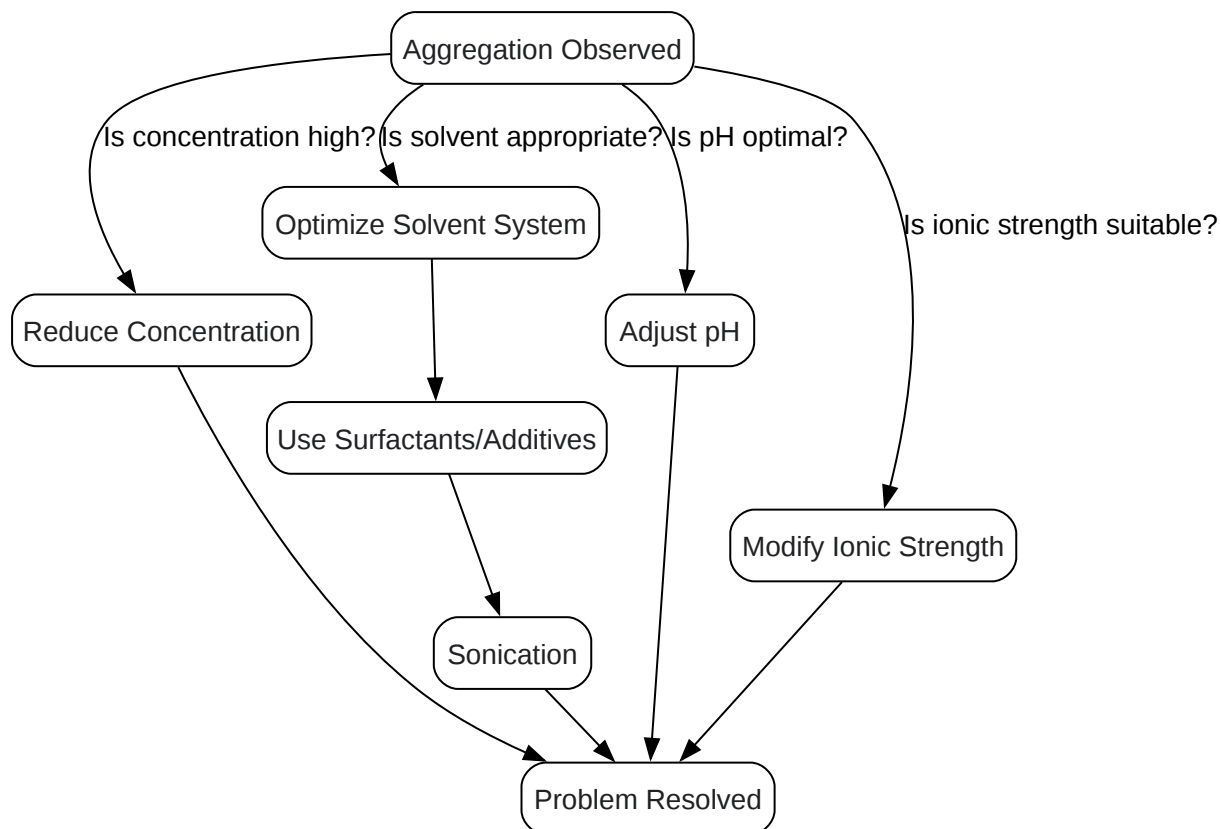 Aggregation Observed
Is concentration high?
Is solvent appropriate?
Is pH optimal?
Optimize Solvent System
Is ionic strength suitable?
Reduce Concentration
Adjust pH
Use Surfactants/Additives
Modify Ionic Strength
Sonication
Problem Resolved